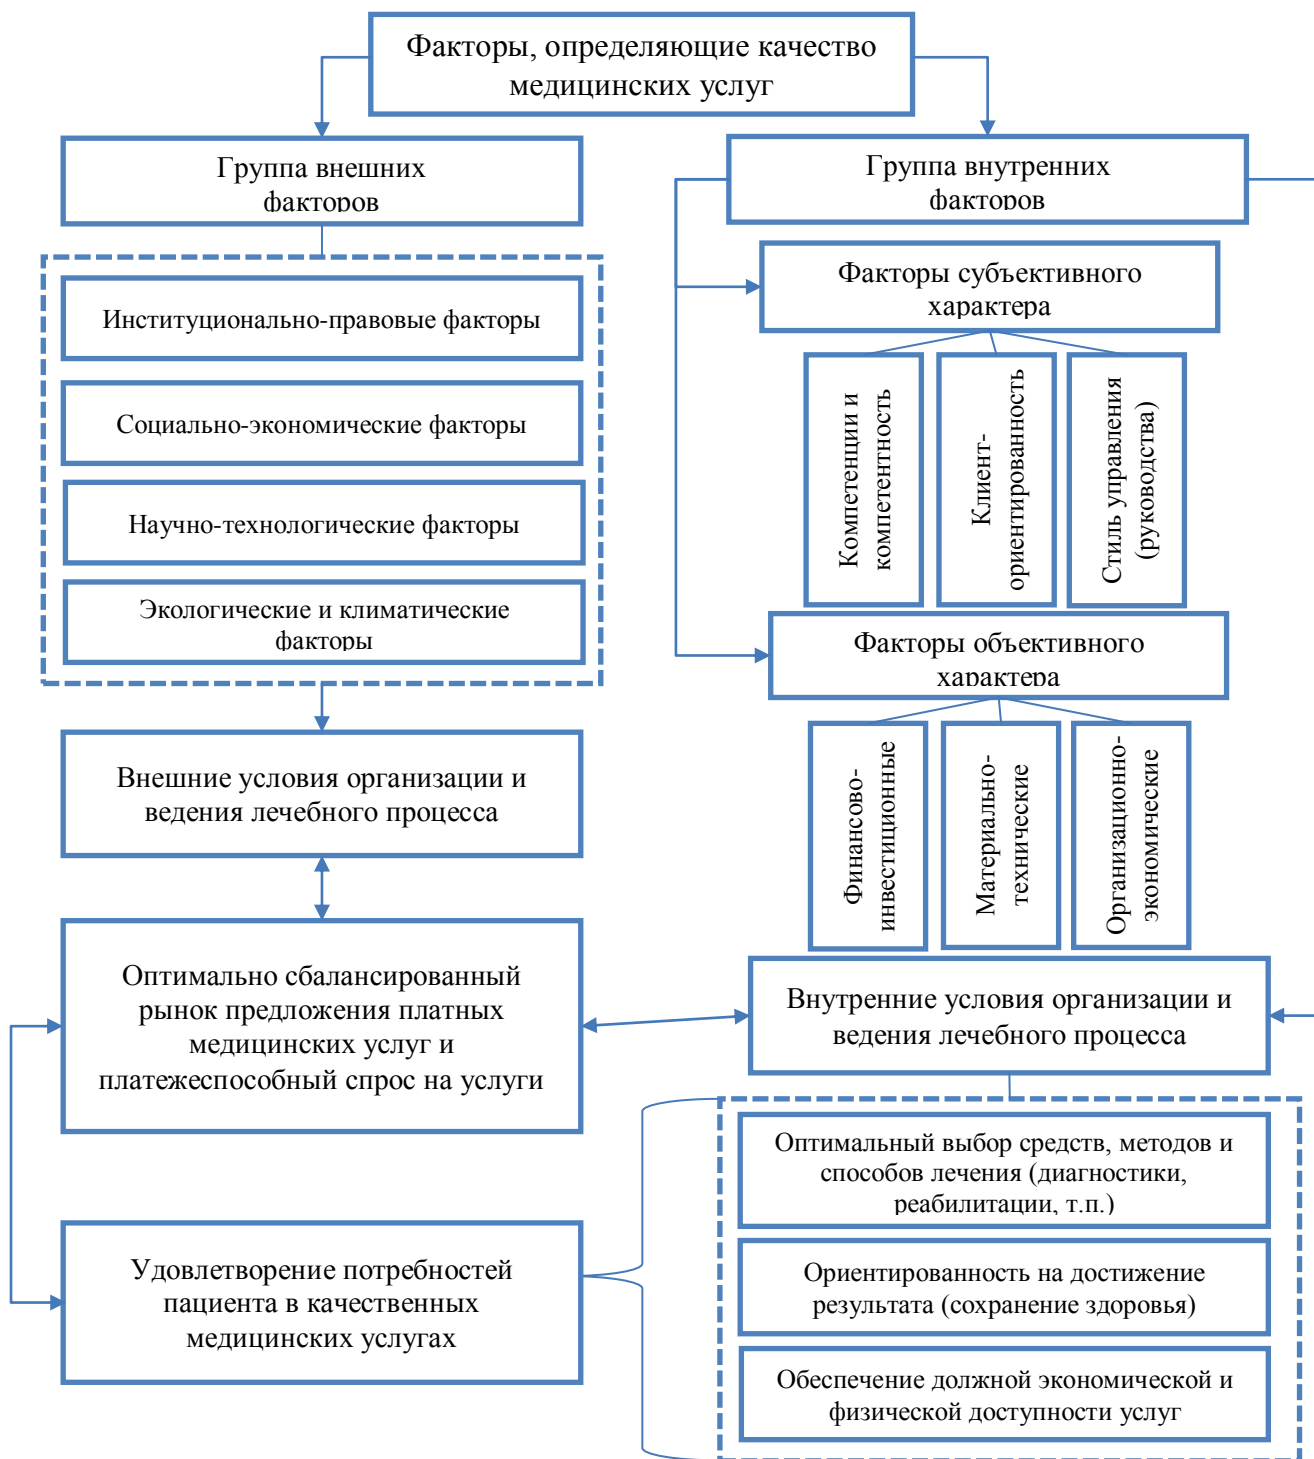 Факторы, определяющие качество
медицинских услуг
Группа внешних
факторов
Группа внутренних
факторов
Институционально-правовые факторы
Социально-экономические факторы
Научно-технологические факторы
Экологические и климатические
факторы
Факторы субъективного
характера
Компетенции и
компетентность
Клиент-
ориентированность
Стиль управления
(руководства)
Факторы объективного
характера
Финансово-
инвестиционные
Материально-
технические
Организационно-
экономические
Внешние условия организации и
ведения лечебного процесса
Оптимально сбалансированный
рынок предложения платных
медицинских услуг и
платежеспособный спрос на услуги
Внутренние условия организации и
ведения лечебного процесса
Оптимальный выбор средств, методов и
способов лечения (диагностики,
реабилитации, т.п.)
Ориентированность на достижение
результата (сохранение здоровья)
Обеспечение должной экономической и
физической доступности услуг
Удовлетворение потребностей
пациента в качественных
медицинских услугах